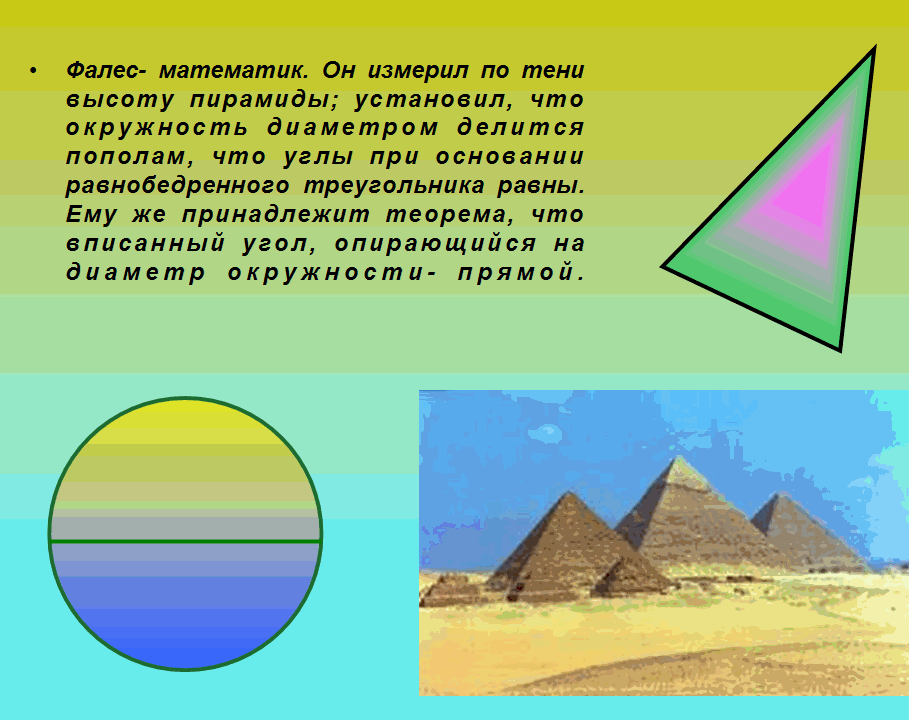 • Фалес- математик. Он измерил по тени
высоту пирамиды; установил, что
окружность диаметром делится
пополам, что углы при основании
равнобедренного треугольника равны.
Ему же принадлежит теорема, что
вписанный угол, опирающийся на
диаметр окружности- прямой.